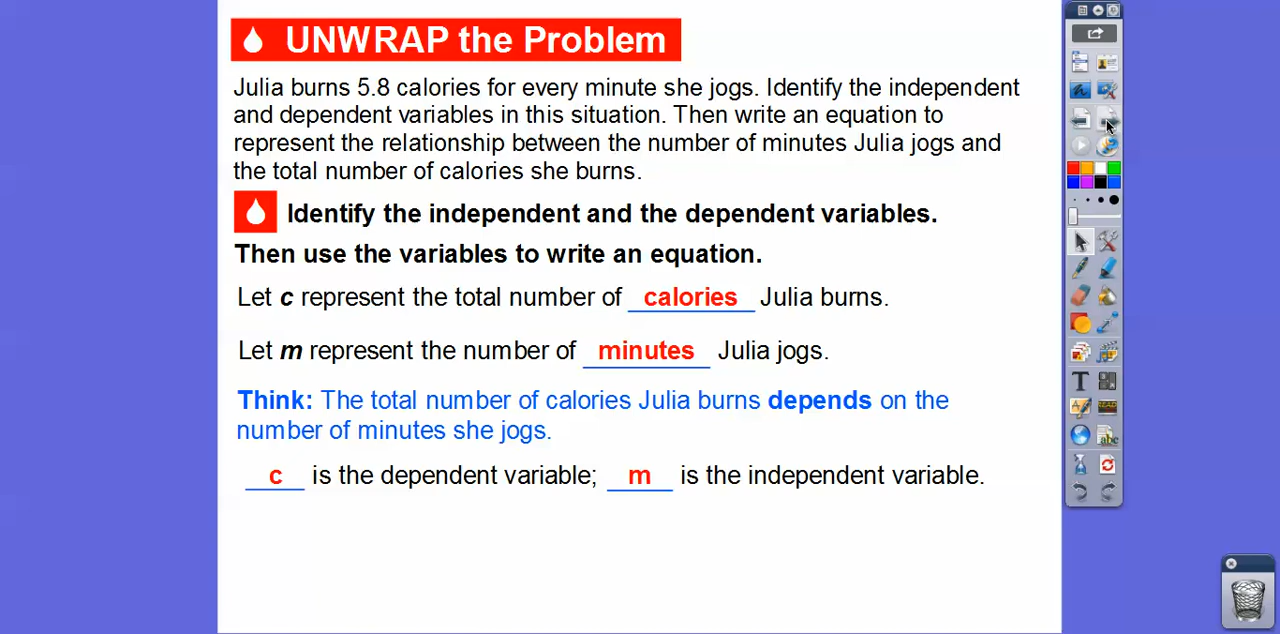 UNWRAP the Problem
Julia burns 5.8 calories for every minute she jogs. Identify the independent
and dependent variables in this situation. Then write an equation to
represent the relationship between the number of minutes Julia jogs and
the total number of calories she burns.
Identify the independent and the dependent variables.
Then use the variables to write an equation.
Let c represent the total number of calories Julia burns.
Let m represent the number of minutes Julia jogs.
Think: The total number of calories Julia burns depends on the
number of minutes she jogs.
c is the dependent variable; m is the independent variable.